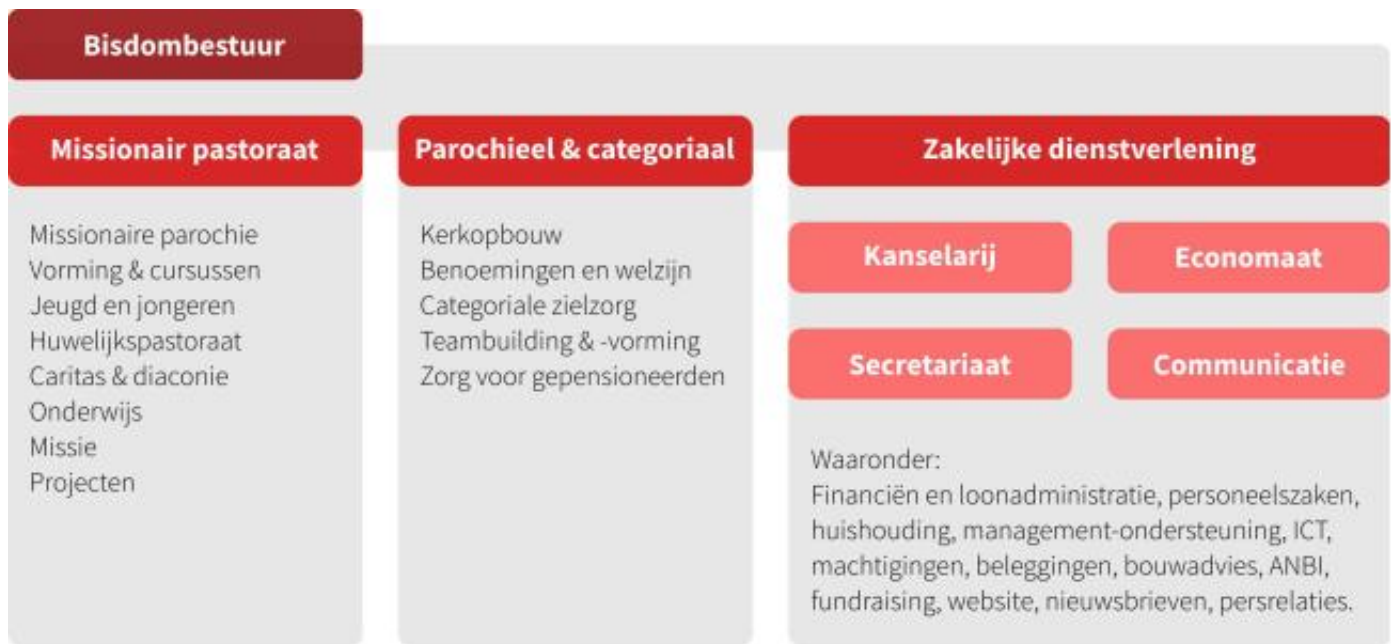 Bisdombestuur
Missionair pastoraat
Missionaire parochie
Vorming & cursussen
Jeugd en jongeren
Huwelijkspastoraat
Caritas & diaconie
Onderwijs
Missie
Projecten
Parochieel & categoriaal
Kerkopbouw
Benoemingen en welzijn
Categoriale zielzorg
Teambuilding & -vorming
Zorg voor gepensioneerden
Zakelijke dienstverlening
Kanselarij
Economaat
Secretariaat
Communicatie
Waaronder:
Financiën en loonadministratie, personeelszaken,
huishouding, management-ondersteuning, ICT,
machtigingen, beleggingen, bouwadvies, ANBI,
fundraising, website, nieuwsbrieven, persrelaties.